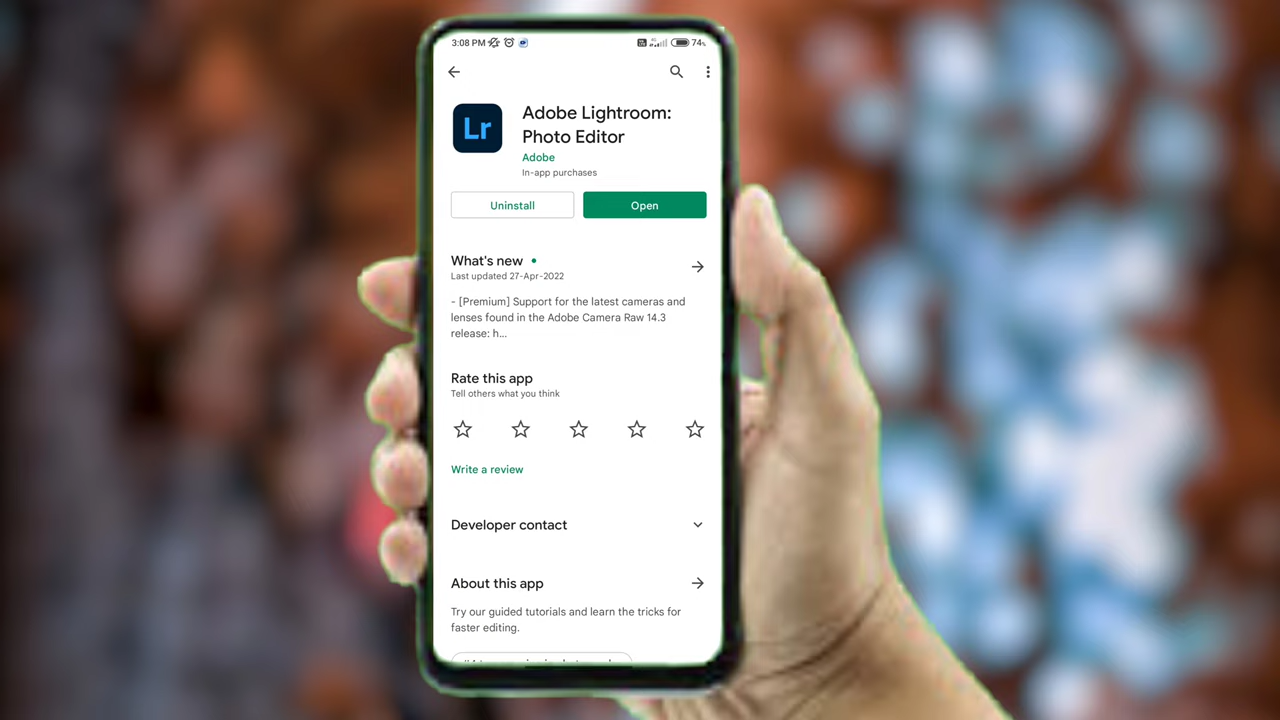 3:08 PM
74%
Lr
Adobe Lightroom:
Photo Editor
Adobe
In-app purchases
Uninstall
Open
What's new
Last updated 27-Apr-2022
- [Premium] Support for the latest cameras and
lenses found in the Adobe Camera Raw 14.3
release: h...
Rate this app
Tell others what you think
Write a review
Developer contact
About this app
Try our guided tutorials and learn the tricks for
faster editing.